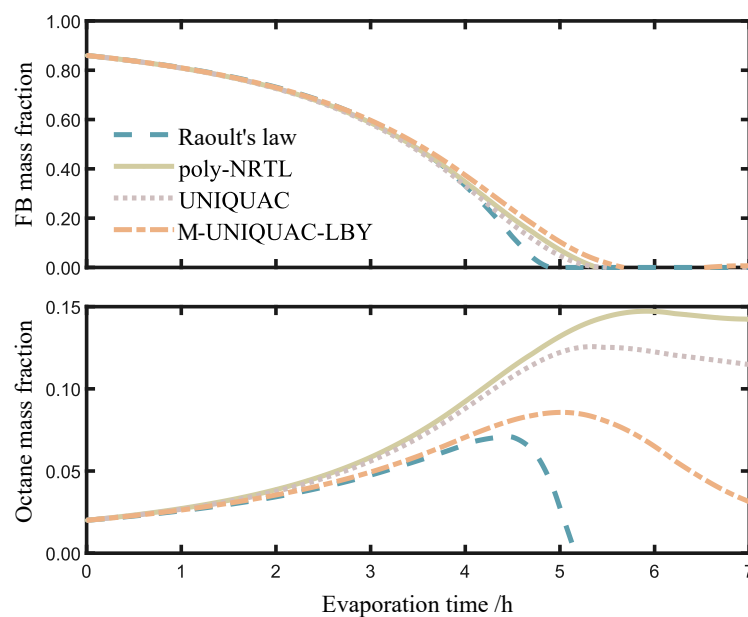 1.00
0.80
0.60
0.40
0.20
0.00
FB mass fraction
Raoult's law
poly-NRTL
UNIQUAC
M-UNIQUAC-LBY
0.15
0.10
0.05
0.00
Octane mass fraction
0 1 2 3 4 5 6 7
Evaporation time /h